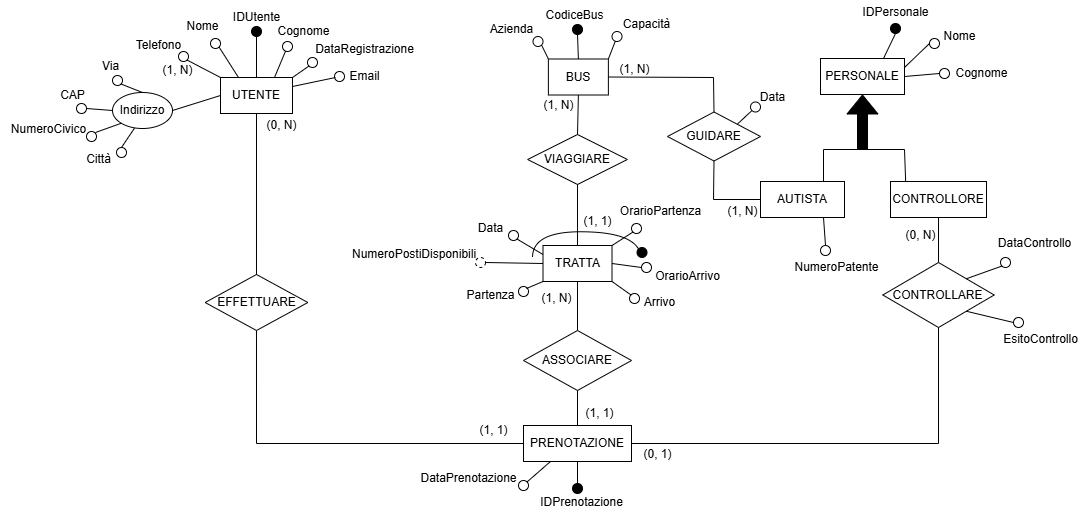 IDPersonale
IDUtente
CodiceBus
Nome
Cognome
Azienda
Capacità
Nome
Telefono
DataRegistrazione
(1, N)
Via
Email
BUS
(1, N)
PERSONALE
Cognome
CAP
Indirizzo
UTENTE
(1, N)
Data
NumeroCivico
(0, N)
GUIDARE
Città
VIAGGIARE
AUTISTA
CONTROLLORE
(1, N)
OrarioPartenza
(1, 1)
Data
(0, N)
DataControllo
NumeroPostiDisponibili
TRATTA
NumeroPatente
OrarioArrivo
Partenza
(1, N)
Arrivo
CONTROLLARE
EFFETTUARE
EsitoControllo
ASSOCIARE
(1, 1)
(1, 1)
PRENOTAZIONE
(0, 1)
DataPrenotazione
IDPrenotazione